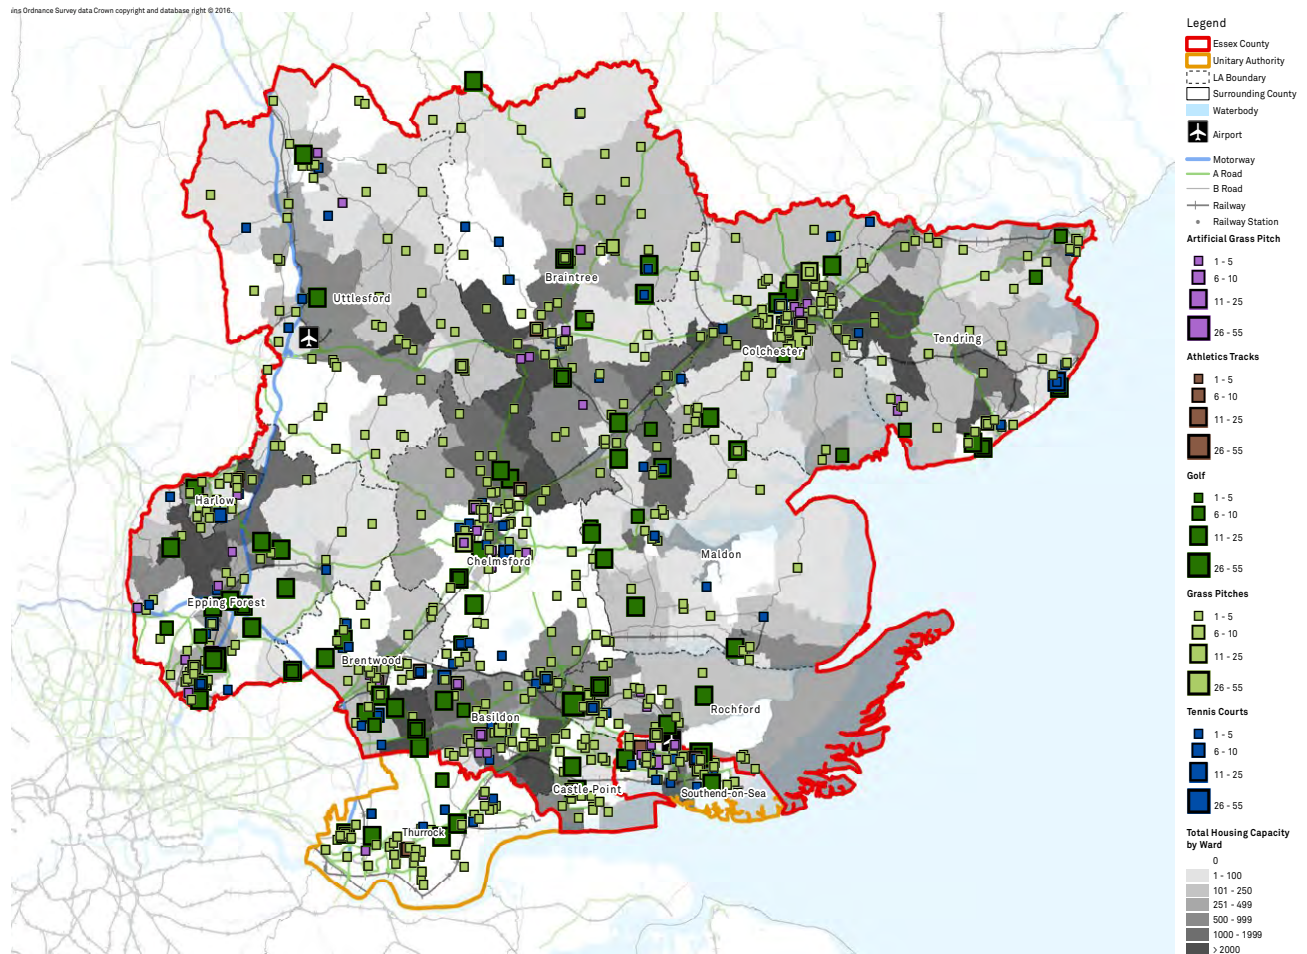 ins Ordnance Survey data Crown copyright and database right © 2016.
Legend
Essex County
Unitary Authority
LA Boundary
Surrounding County
Waterbody
Airport
Motorway
A Road
B Road
Railway
Railway Station
Artificial Grass Pitch
1 - 5
6 - 10
11 - 25
26 - 55
Athletics Tracks
1 - 5
6 - 10
11 - 25
26 - 55
Golf
1 - 5
6 - 10
11 - 25
26 - 55
Grass Pitches
1 - 5
6 - 10
11 - 25
26 - 55
Tennis Courts
1 - 5
6 - 10
11 - 25
26 - 55
Total Housing Capacity
by Ward
0
1 - 100
101 - 250
251 - 499
500 - 999
1000 - 1999
>2000
Braintree
Uttlesford
Tendring
Colchester
Harlow
Maldon
Chelmsford
Epping Forest
Brentwood
Rochford
Basildon
Castle Point
Southend-on-Sea
Thurrock